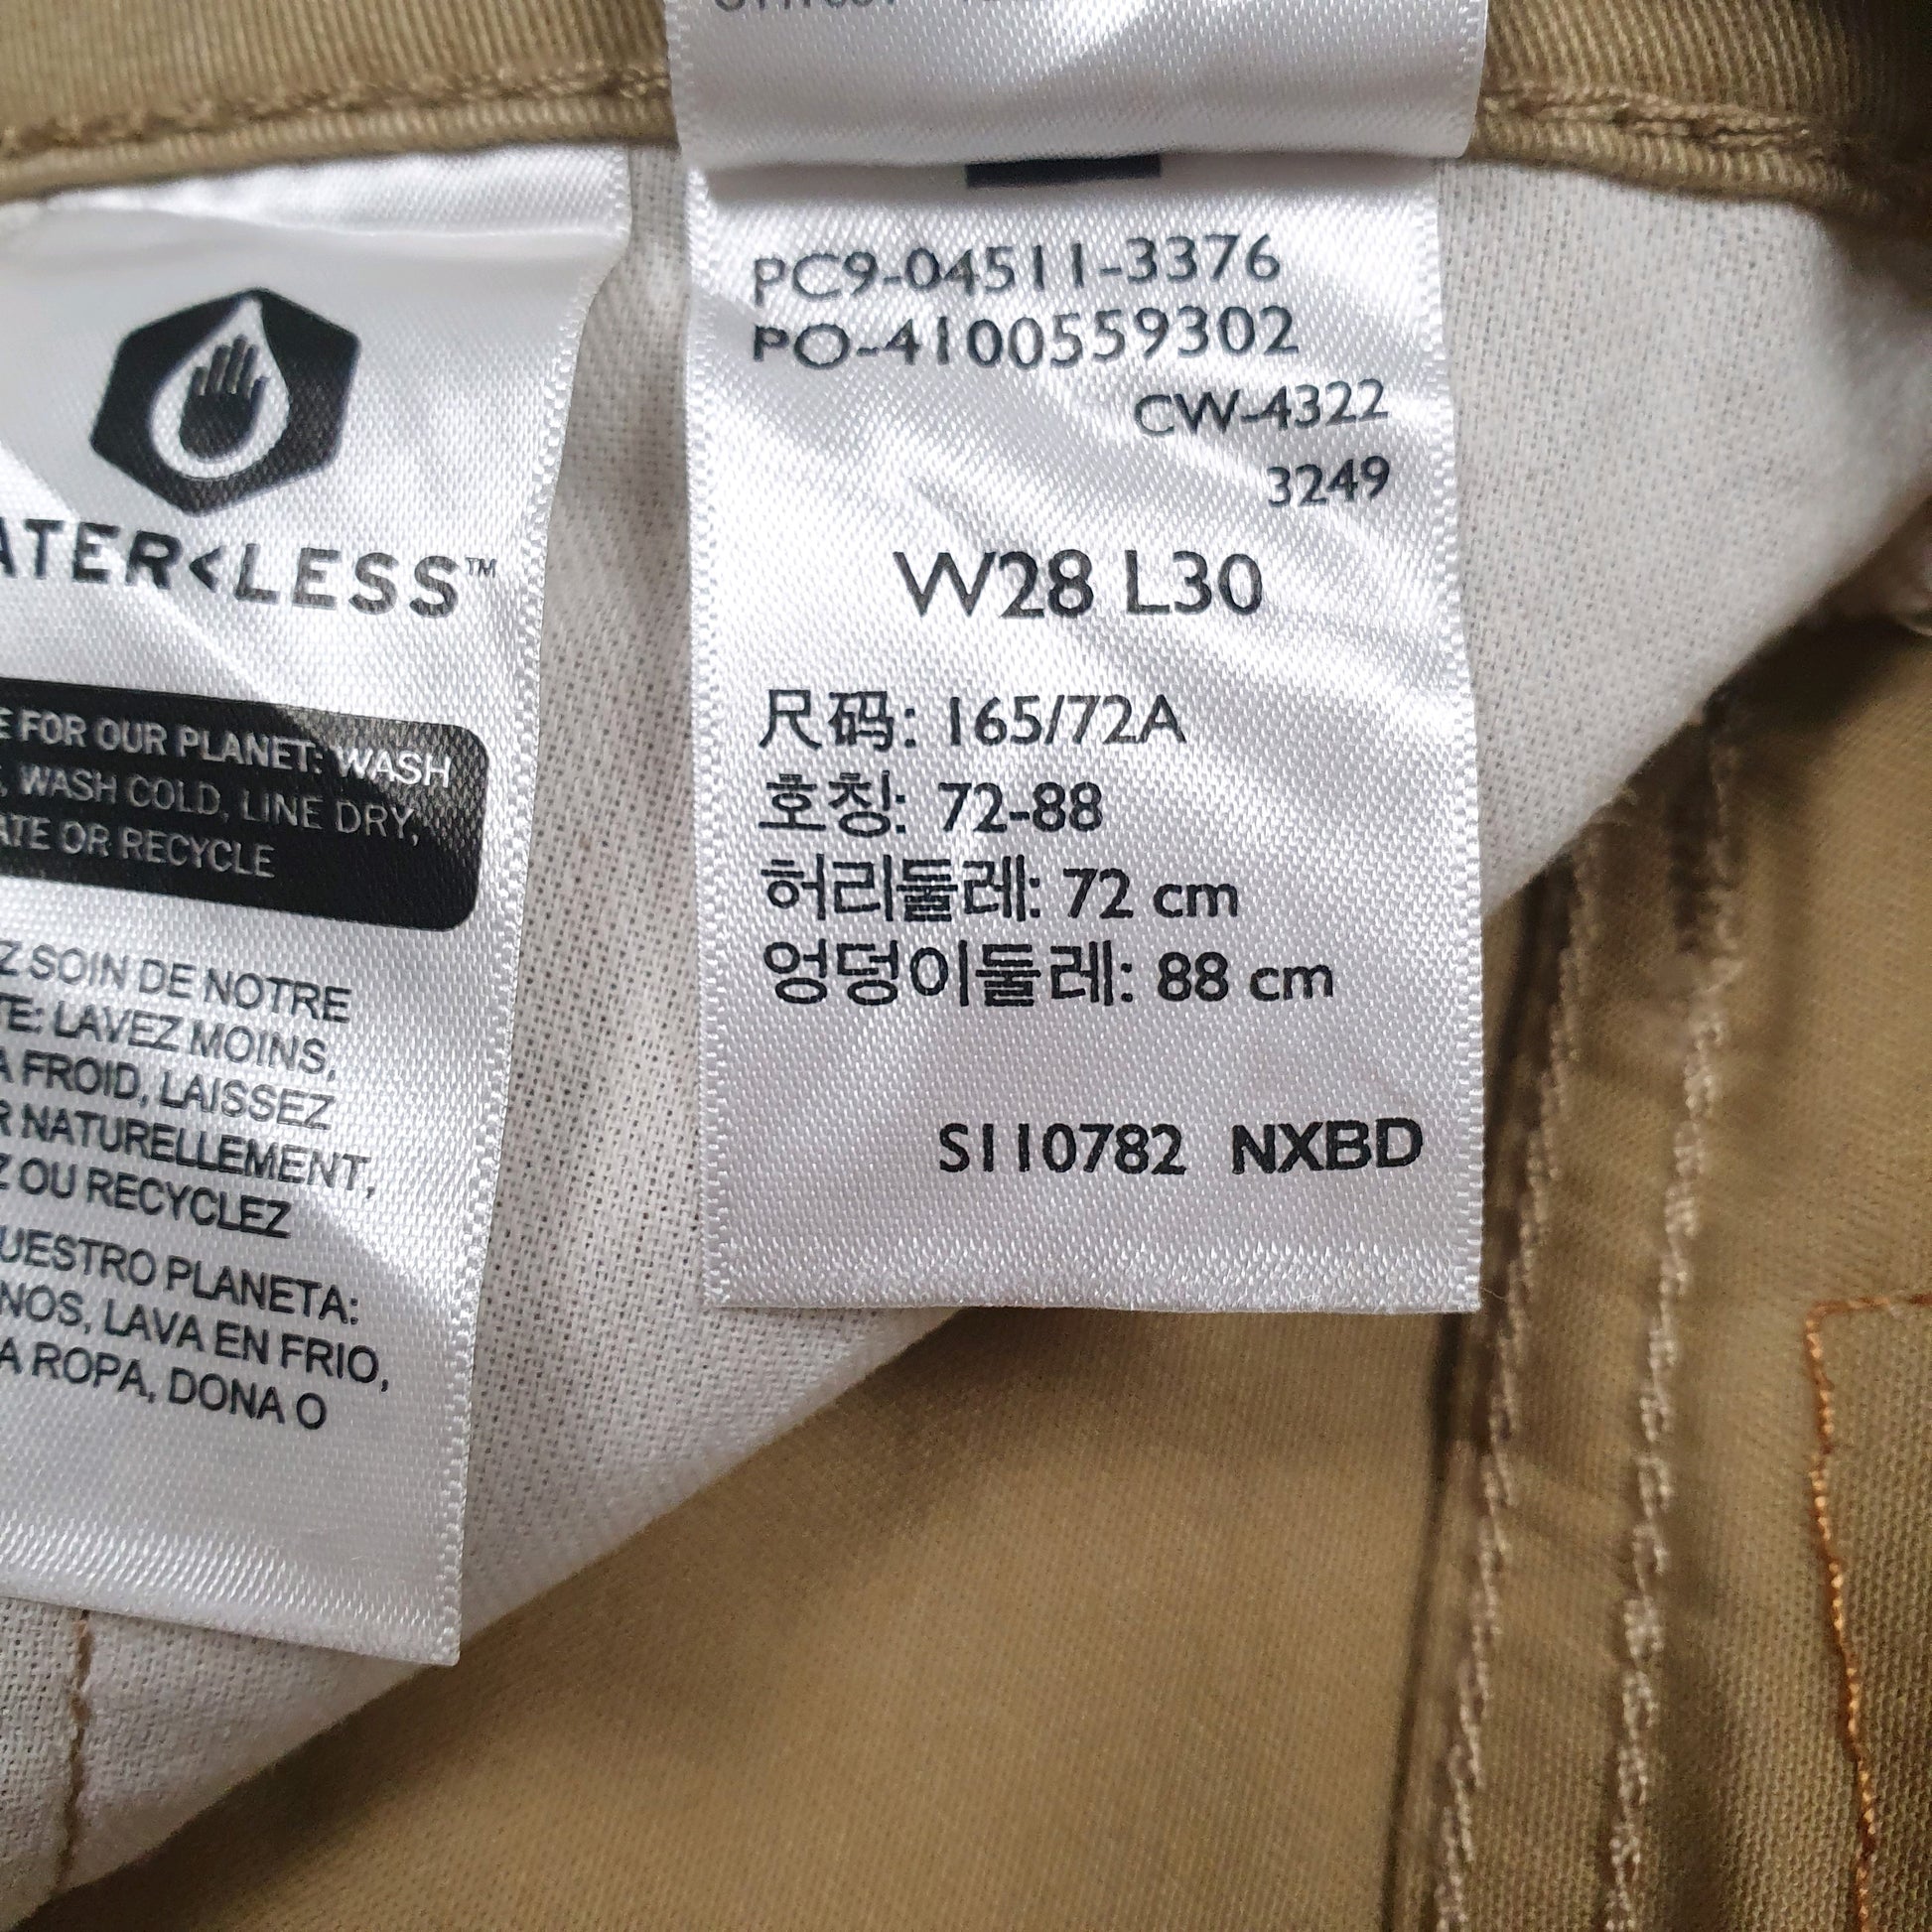 ATER<LESS™
E FOR OUR PLANET: WASH
, WASH COLD, LINE DRY,
ATE OR RECYCLE
Z SOIN DE NOTRE
TE: LAVEZ MOINS,
A FROID, LAISSEZ
R NATURELLEMENT,
Z OU RECYCLEZ
UESTRO PLANETA:
NOS, LAVA EN FRIO,
A ROPA, DONA O
PC9-04511-3376
PO-4100559302
CW-4322
3249
W28 L30
尺码: 165/72A
호칭: 72-88
허리둘레: 72 cm
엉덩이둘레: 88 cm
S110782 NXBD